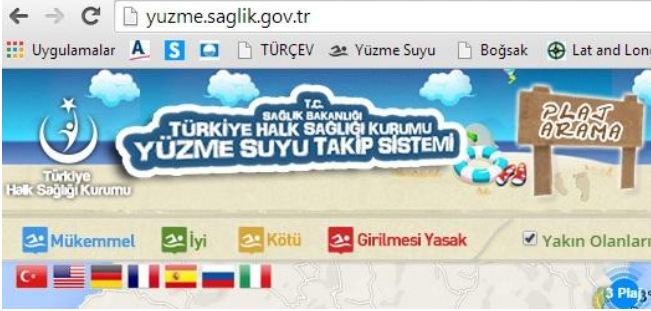 yuzme.saglik.gov.tr
Uygulamalar A S TÜRÇEV Yüzme Suyu Boğsak Lat and Lon
T.C.
SAĞLIK BAKANLIĞI
TÜRKİYE HALK SAĞLIĞI KURUMU
YÜZME SUYU TAKİP SİSTEMİ
PLAJ
ARAMA
Türkiye
Halk Sağlığı Kurumu
Mükemmel İyi Kötü Girilmesi Yasak Yakın Olanları
3 Plaj